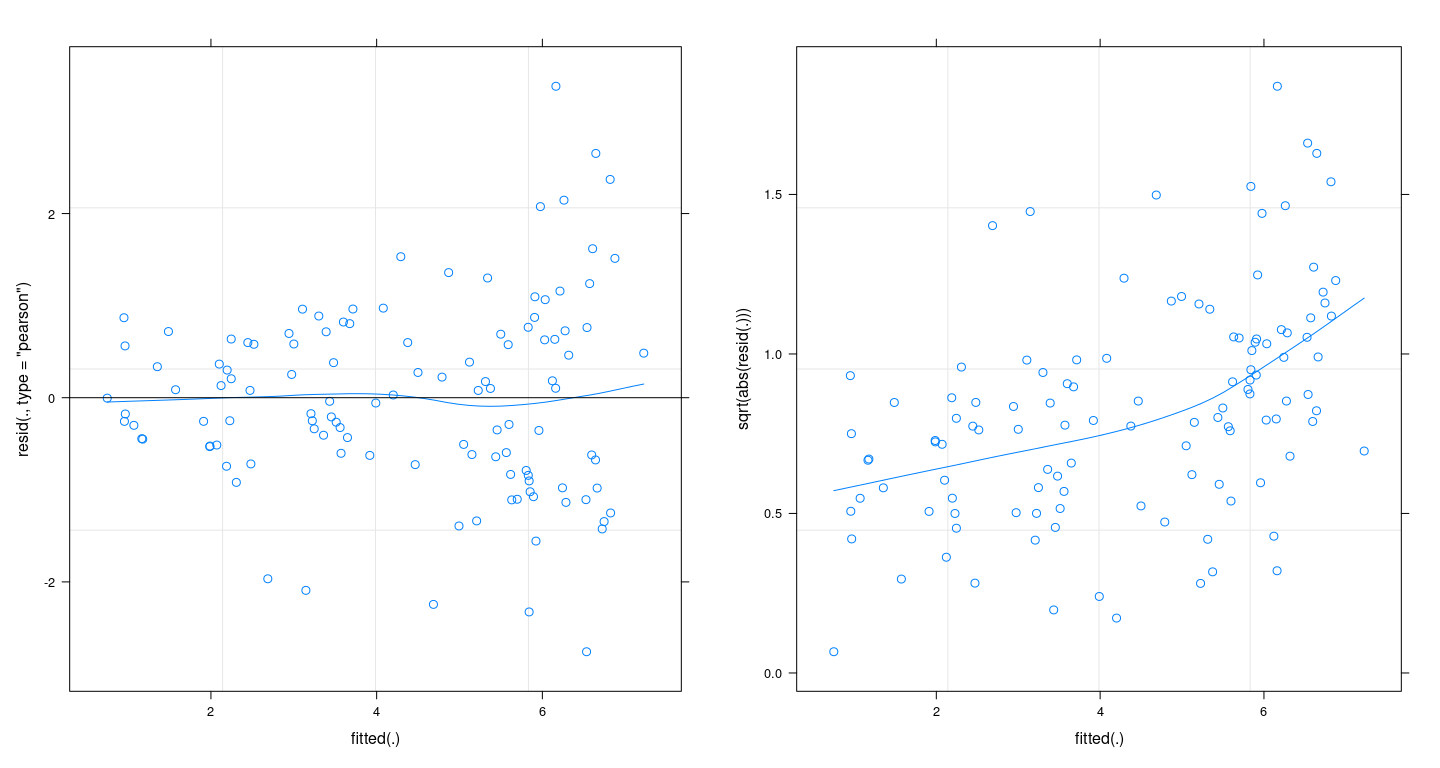 resid(., type = "pearson")
2
0
-2
2 4 6
fitted(.)
sqrt(abs(resid(.)))
1.5
1.0
0.5
0.0
2 4 6
fitted(.)